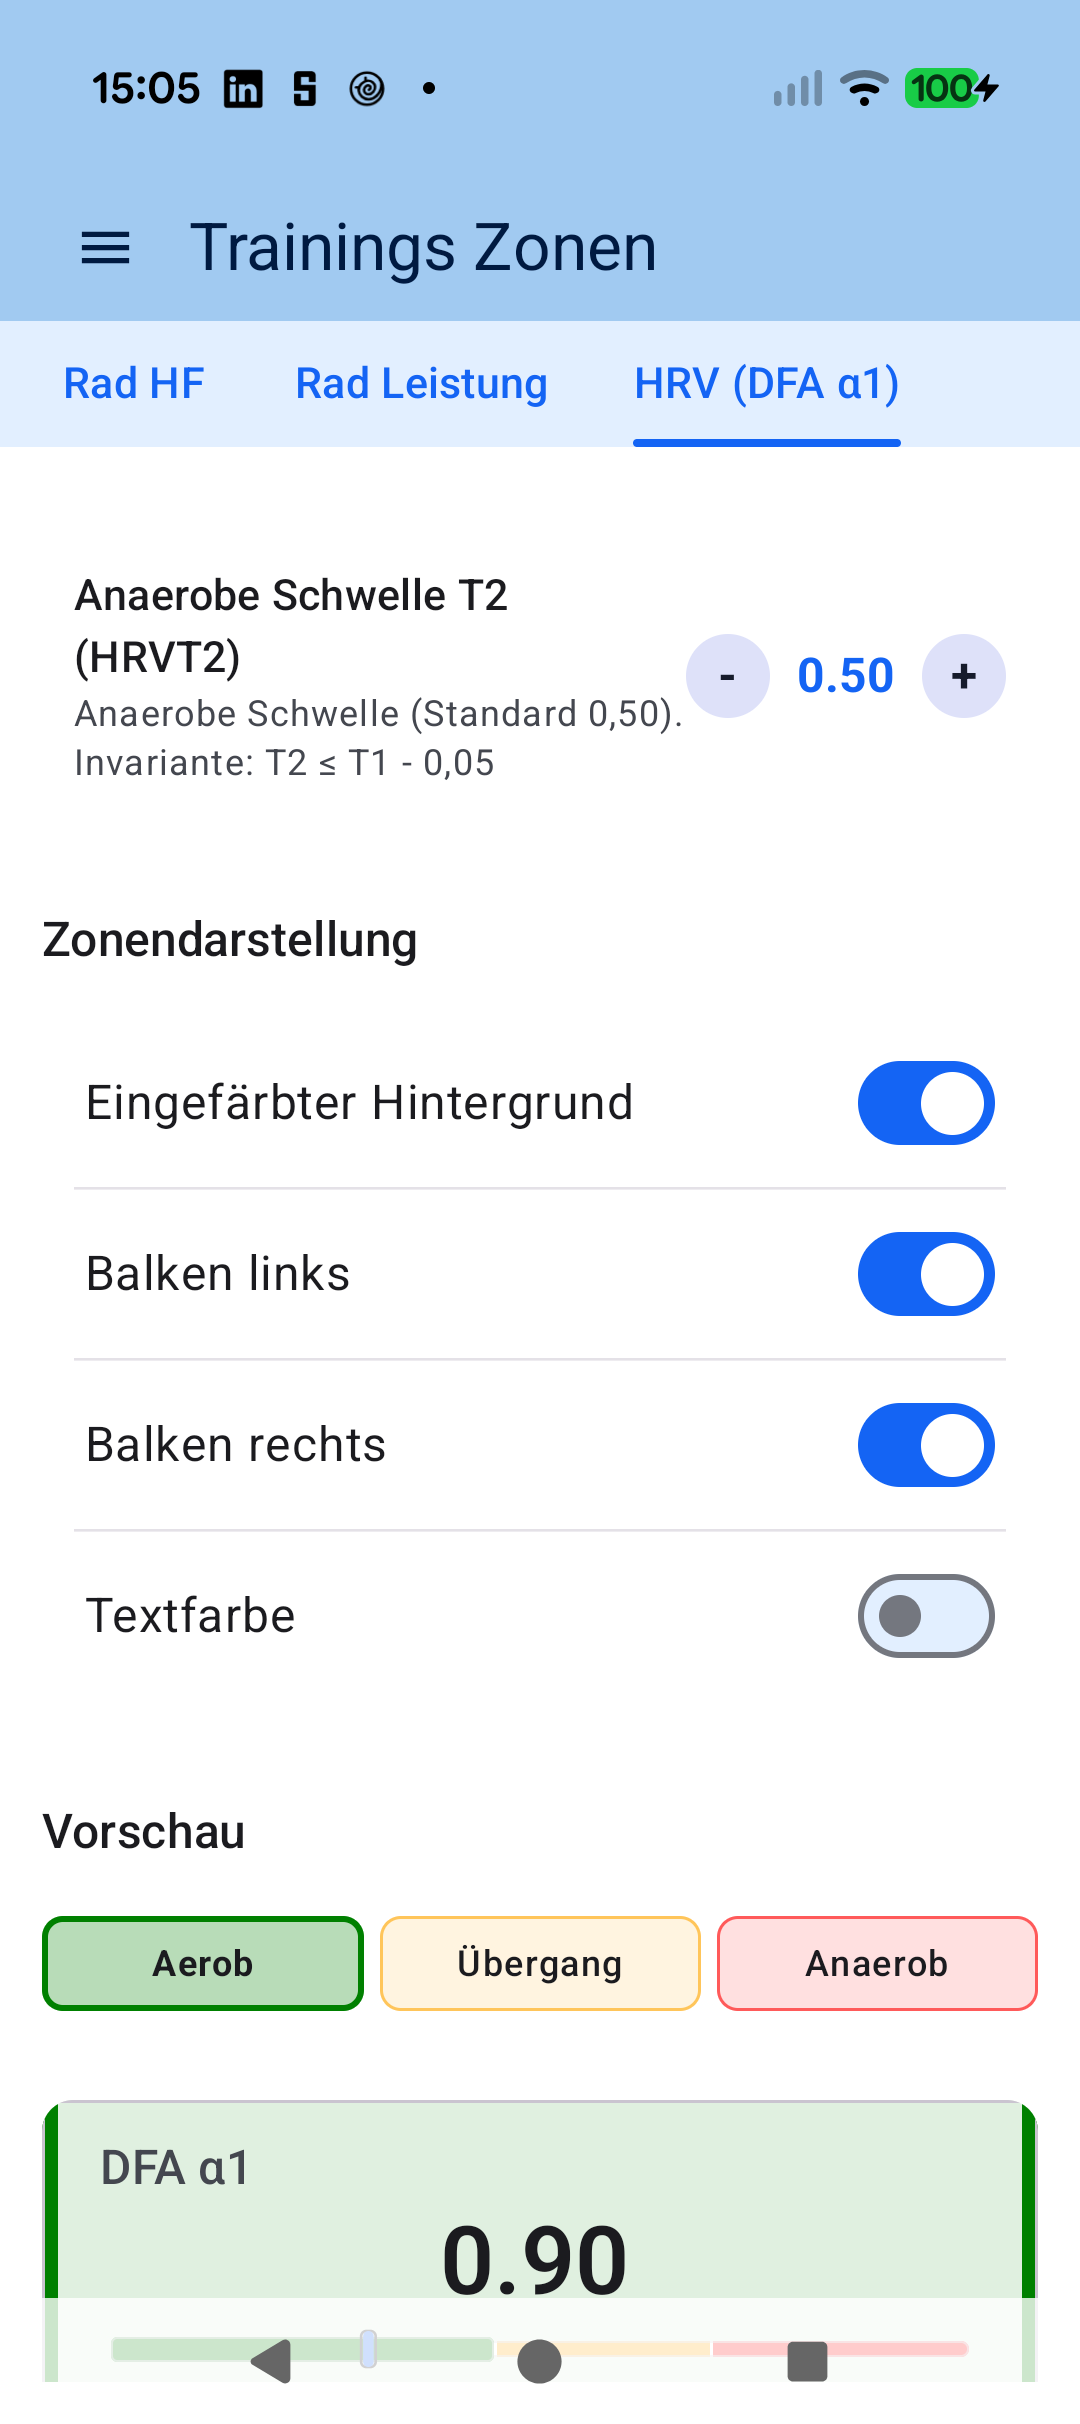 15:05
100
Trainings Zonen
Rad HF
Rad Leistung
HRV (DFA α1)
Anaerobe Schwelle T2
(HRVT2)
Anaerobe Schwelle (Standard 0,50).
Invariante: T2 ≤ T1 - 0,05
-
0.50
+
Zonendarstellung
Eingefärbter Hintergrund
Balken links
Balken rechts
Textfarbe
Vorschau
Aerob
Übergang
Anaerob
DFA α1
0.90